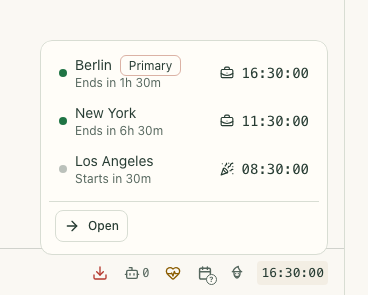 Berlin Primary 16:30:00
Ends in 1h 30m
New York 11:30:00
Ends in 6h 30m
Los Angeles 08:30:00
Starts in 30m
Open
0 ? 16:30:00